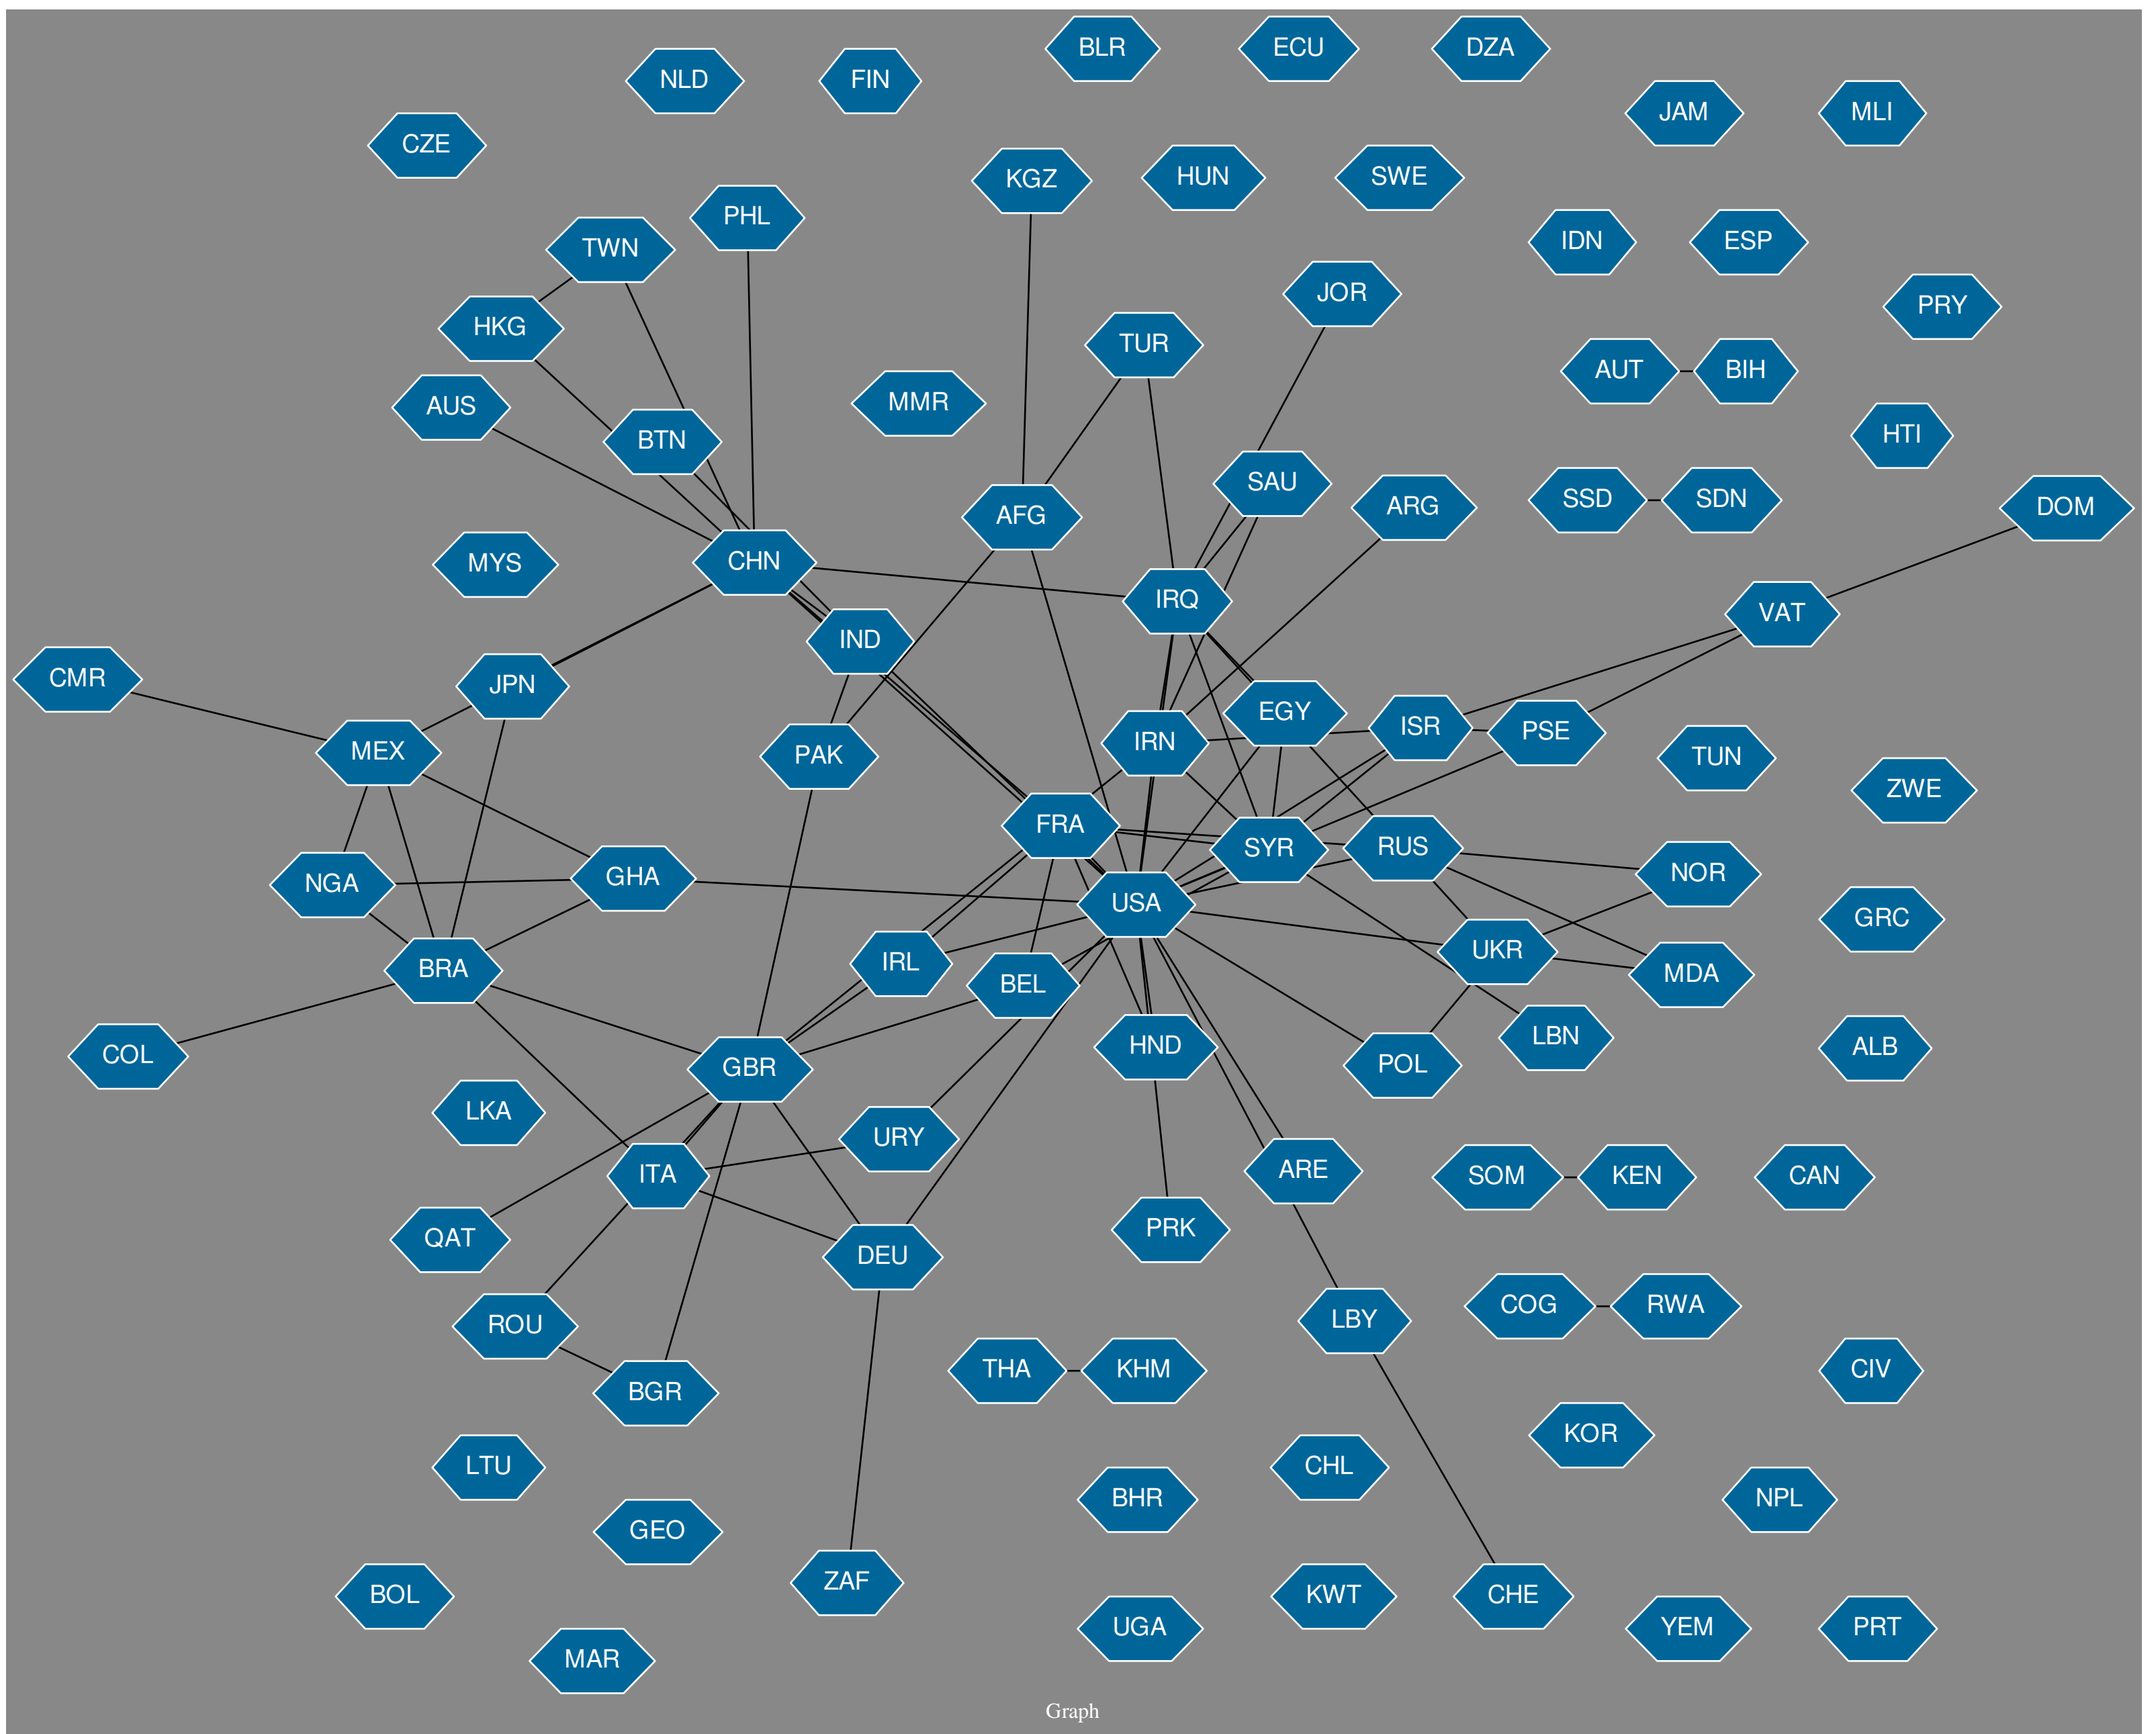 BLR
ECU
DZA
NLD
FIN
JAM
MLI
CZE
KGZ
HUN
SWE
PHL
TWN
IDN
ESP
JOR
PRY
HKG
TUR
AUT
BIH
AUS
MMR
BTN
HTI
SAU
ARG
SSD
SDN
DOM
AFG
CHN
MYS
IRQ
VAT
IND
CMR
JPN
EGY
ISR
PSE
MEX
IRN
PAK
TUN
ZWE
FRA
SYR
RUS
NOR
NGA
GHA
USA
GRC
BRA
IRL
BEL
UKR
MDA
COL
GBR
HND
POL
LBN
ALB
LKA
URY
ITA
ARE
SOM
KEN
CAN
QAT
DEU
PRK
ROU
LBY
COG
RWA
BGR
THA
KHM
CIV
LTU
CHL
KOR
GEO
BHR
NPL
BOL
ZAF
KWT
CHE
MAR
UGA
YEM
PRT
Graph